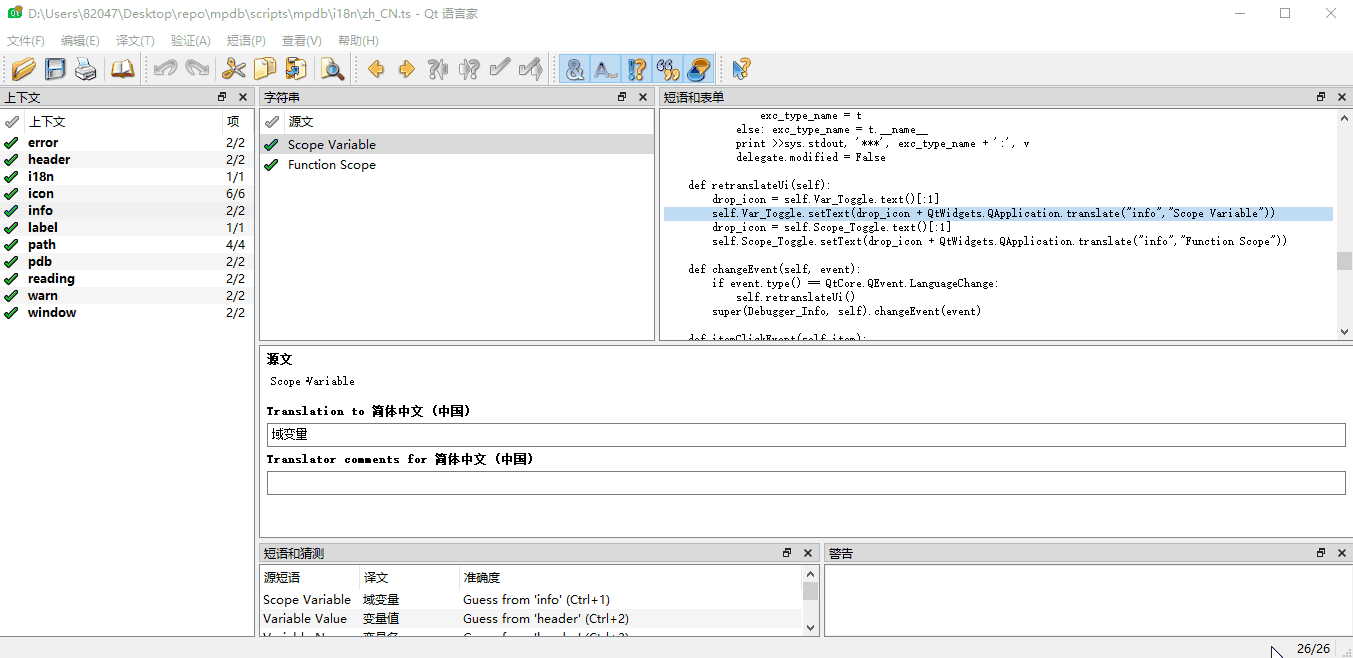 D:\Users\82047\Desktop\repo\mpdb\scripts\mpdb\i18n\zh_CN.ts - Qt 语言家
文件(F) 编辑(E) 译文(T) 验证(A) 短语(P) 查看(V) 帮助(H)
上下文
上下文 项
error 2/2
header 2/2
i18n 1/1
icon 6/6
info 2/2
label 1/1
path 4/4
pdb 2/2
reading 2/2
warn 2/2
window 2/2
字符串
源文
Scope Variable
Function Scope
短语和表单
exc_type_name = t
else: exc_type_name = t.__name__
print >>sys.stdout, '***', exc_type_name + ':', v
delegate.modified = False
def retranslateUi(self):
drop_icon = self.Var_Toggle.text()[:1]
self.Var_Toggle.setText(drop_icon + QtWidgets.QApplication.translate("info","Scope Variable"))
drop_icon = self.Scope_Toggle.text()[:1]
self.Scope_Toggle.setText(drop_icon + QtWidgets.QApplication.translate("info","Function Scope"))
def changeEvent(self, event):
if event.type() == QtCore.QEvent.LanguageChange:
self.retranslateUi()
super(Debugger_Info, self).changeEvent(event)
def itemClickEvent(self,item):
源文
Scope Variable
Translation to 简体中文 (中国)
域变量
Translator comments for 简体中文 (中国)
短语和猜测
源短语 译文 准确度
Scope Variable 域变量 Guess from 'info' (Ctrl+1)
Variable Value 变量值 Guess from 'header' (Ctrl+2)
警告
26/26